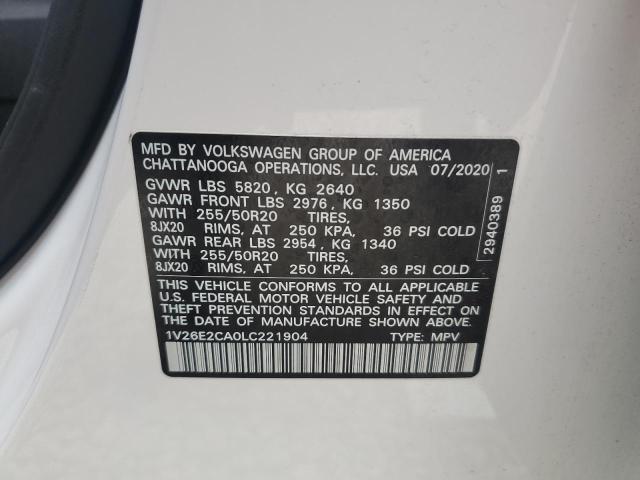 MFD BY VOLKSWAGEN GROUP OF AMERICA
CHATTANOOGA OPERATIONS, LLC. USA 07/2020
GVWR LBS 5820, KG 2640
GAWR FRONT LBS 2976, KG 1350
WITH 255/50R20 TIRES,
8JX20 RIMS, AT 250 KPA, 36 PSI COLD
GAWR REAR LBS 2954, KG 1340
WITH 255/50R20 TIRES,
8JX20 RIMS, AT 250 KPA, 36 PSI COLD
THIS VEHICLE CONFORMS TO ALL APPLICABLE
U.S. FEDERAL MOTOR VEHICLE SAFETY AND
THEFT PREVENTION STANDARDS IN EFFECT ON
THE DATE OF MANUFACTURE SHOWN ABOVE
1V26E2CA0LC221904 TYPE: MPV
2940389 1